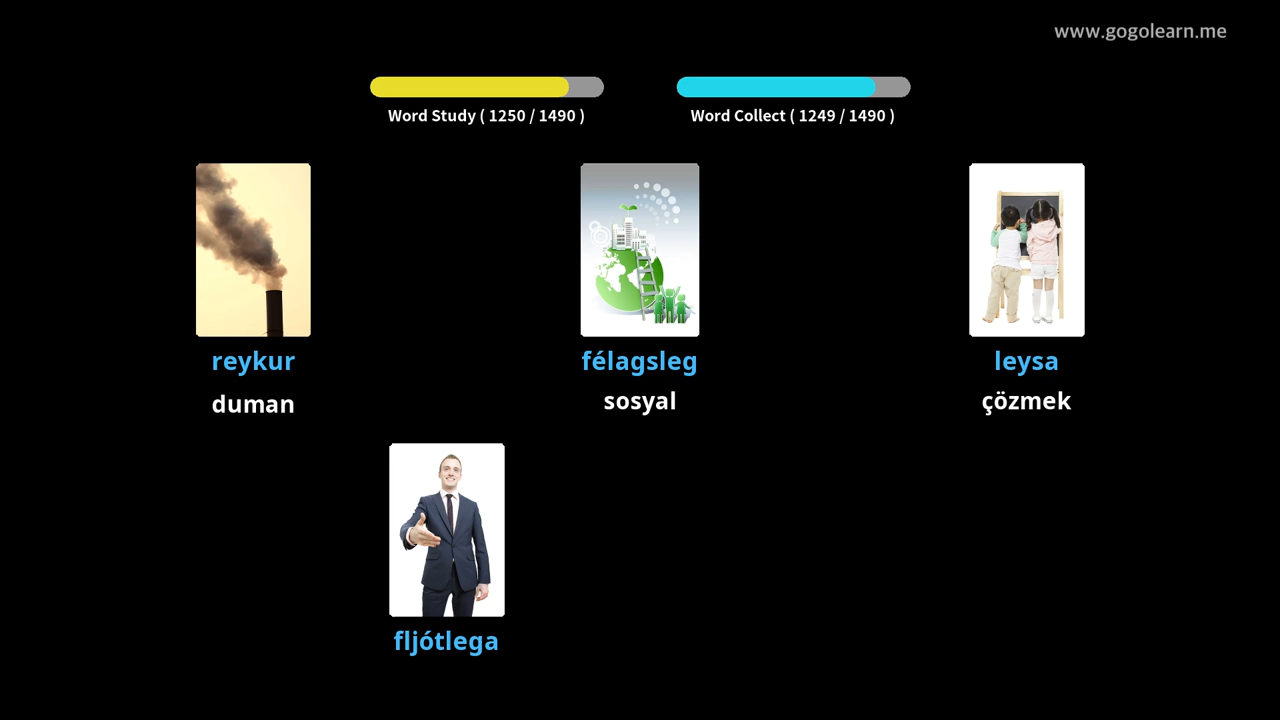 www.gogolearn.me
Word Study ( 1250 / 1490 )
Word Collect ( 1249 / 1490 )
reykur
duman
félagsleg
sosyal
leysa
çözmek
fljótlega